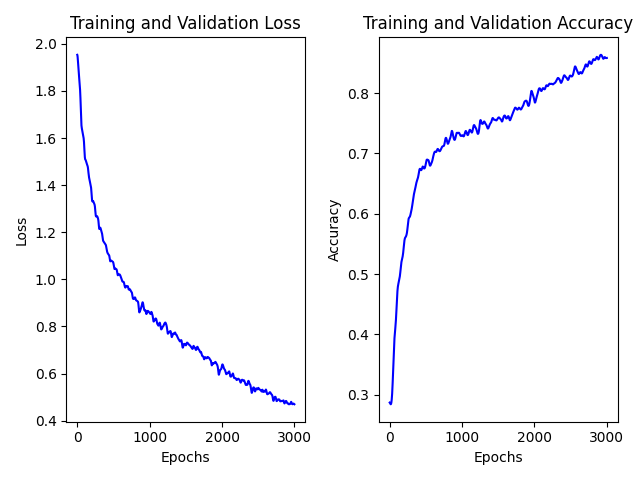 Training and Validation Loss
2.0
1.8
1.6
1.4
1.2
1.0
0.8
0.6
0.4
Loss
0 1000 2000 3000
Epochs
Training and Validation Accuracy
0.8
0.7
0.6
0.5
0.4
0.3
Accuracy
0 1000 2000 3000
Epochs